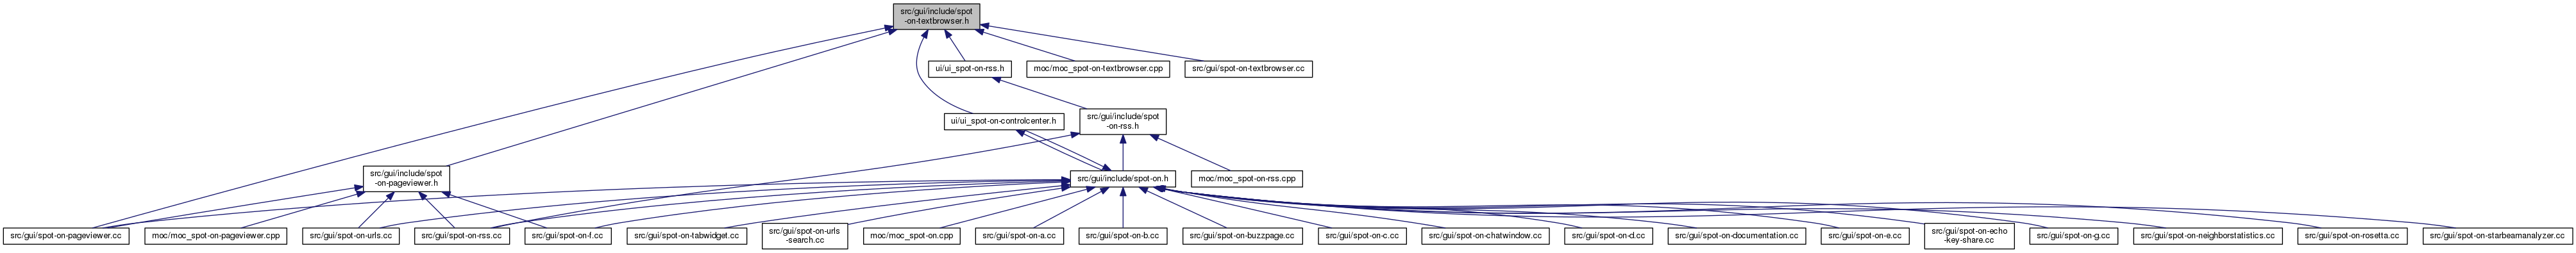 src/gui/include/spot
-on-textbrowser.h
ui/ui_spot-on-rss.h
moc/moc_spot-on-textbrowser.cpp
src/gui/spot-on-textbrowser.cc
ui/ui_spot-on-controlcenter.h
src/gui/include/spot
-on-rss.h
src/gui/include/spot
-on-pageviewer.h
src/gui/include/spot-on.h
moc/moc_spot-on-rss.cpp
src/gui/spot-on-pageviewer.cc
moc/moc_spot-on-pageviewer.cpp
src/gui/spot-on-urls.cc
src/gui/spot-on-rss.cc
src/gui/spot-on-f.cc
src/gui/spot-on-tabwidget.cc
src/gui/spot-on-urls
-search.cc
moc/moc_spot-on.cpp
src/gui/spot-on-a.cc
src/gui/spot-on-b.cc
src/gui/spot-on-buzzpage.cc
src/gui/spot-on-c.cc
src/gui/spot-on-chatwindow.cc
src/gui/spot-on-d.cc
src/gui/spot-on-documentation.cc
src/gui/spot-on-e.cc
src/gui/spot-on-echo
-key-share.cc
src/gui/spot-on-g.cc
src/gui/spot-on-neighborstatistics.cc
src/gui/spot-on-rosetta.cc
src/gui/spot-on-starbeamanalyzer.cc